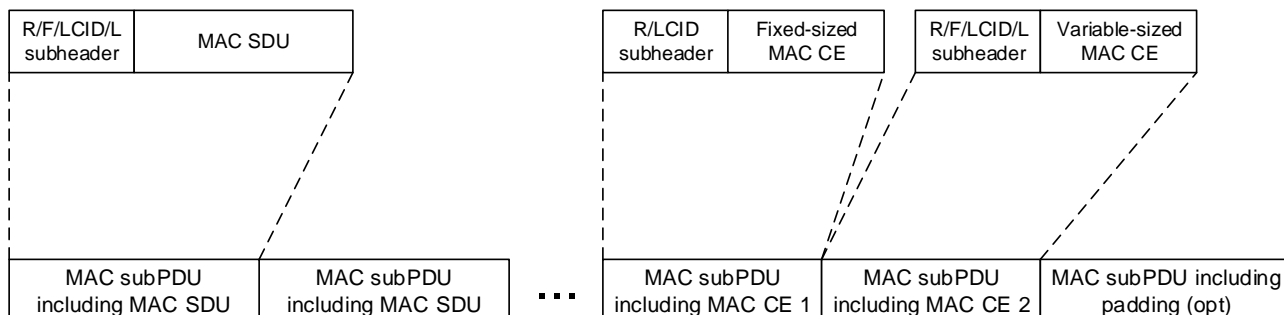 R/F/LCID/L
subheader
MAC SDU
R/LCID
subheader
Fixed-sized
MAC CE
R/F/LCID/L
subheader
Variable-sized
MAC CE
MAC subPDU
including MAC SDU
MAC subPDU
including MAC SDU
...
MAC subPDU
including MAC CE 1
MAC subPDU
including MAC CE 2
MAC subPDU including
padding (opt)